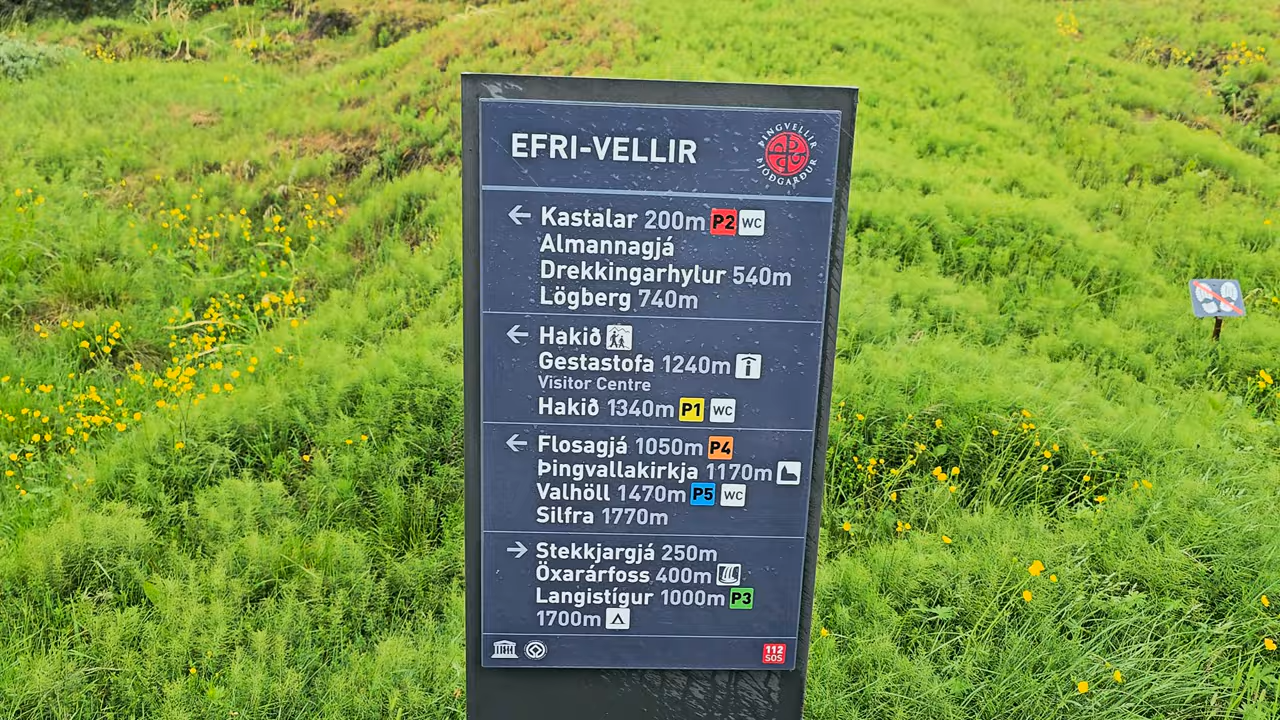 EFRI-VELLIR
ÞINGVELLIR
ÞJÓÐGARÐUR
← Kastalar 200m P2 WC
Almannagjá
Drekkingarhylur 540m
Lögberg 740m
← Hakið
Gestastofa 1240m i
Visitor Centre
Hakið 1340m P1 WC
← Flosagjá 1050m P4
Þingvallakirkja 1170m
Valhöll 1470m P5 WC
Silfra 1770m
→ Stekkjargjá 250m
Öxarárfoss 400m
Langistígur 1000m P3
1700m
112
SOS